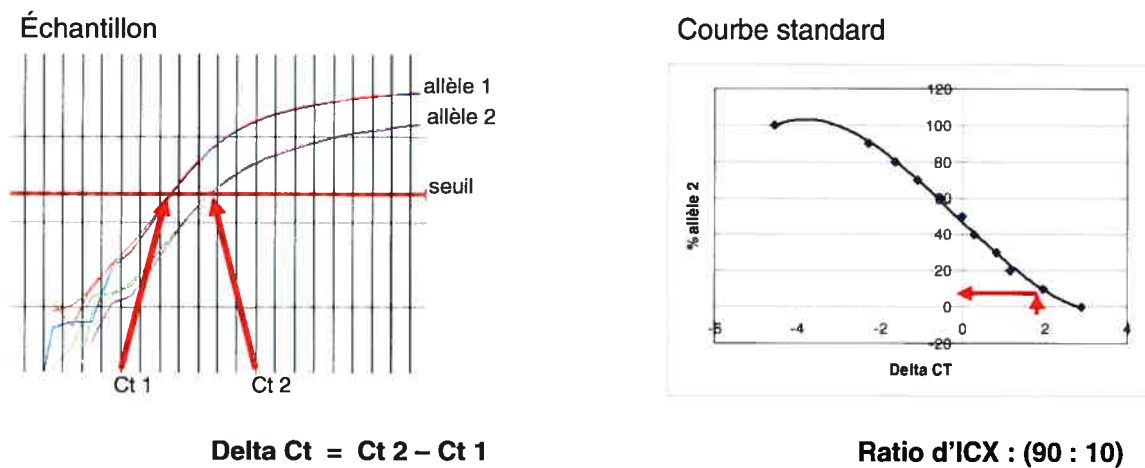 Échantillon
allèle 1
allèle 2
seuil
Ct 1
Ct 2
Delta Ct = Ct 2 – Ct 1
Courbe standard
120
100
80
60
40
20
0
-20
-4
-2
0
2
4
% allèle 2
Delta CT
Ratio d'ICX : (90 : 10)